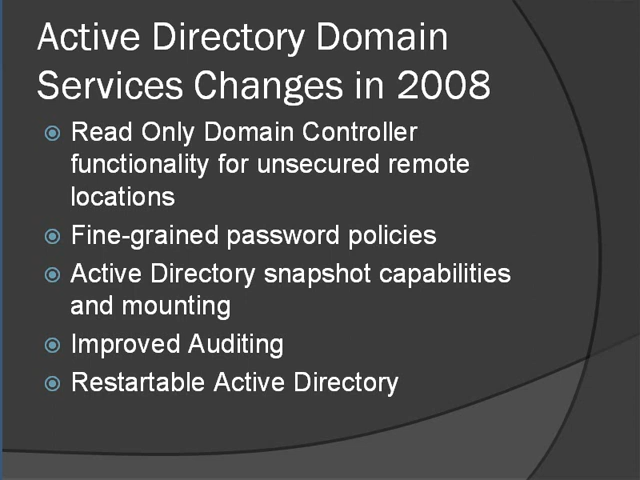 Active Directory Domain
Services Changes in 2008
Read Only Domain Controller
functionality for unsecured remote
locations
Fine-grained password policies
Active Directory snapshot capabilities
and mounting
Improved Auditing
Restartable Active Directory